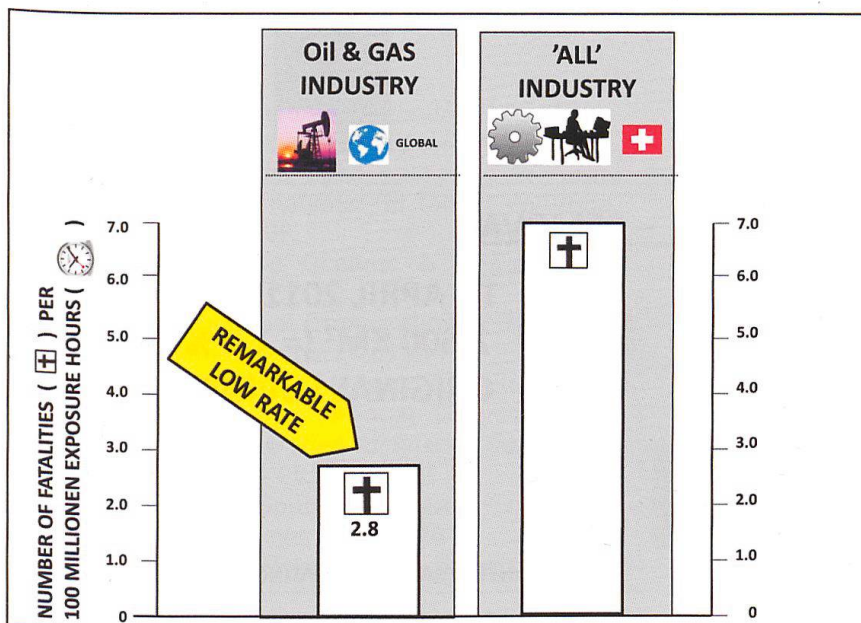 Oil & GAS
INDUSTRY
GLOBAL
'ALL'
INDUSTRY
NUMBER OF FATALITIES ( ) PER
100 MILLIONEN EXPOSURE HOURS ( )
7.0
6.0
5.0
4.0
3.0
2.0
1.0
0
REMARKABLE
LOW RATE
2.8
7.0
6.0
5.0
4.0
3.0
2.0
1.0
0